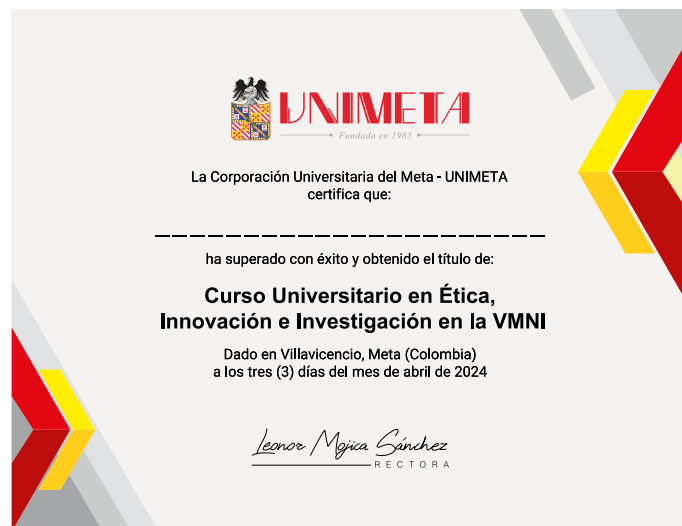 UNIMETA
Fundada en 1985
La Corporación Universitaria del Meta - UNIMETA
certifica que:
ha superado con éxito y obtenido el título de:
Curso Universitario en Ética,
Innovación e Investigación en la VMNI
Dado en Villavicencio, Meta (Colombia)
a los tres (3) días del mes de abril de 2024
Leonor Mojica Sánchez
RECTORA